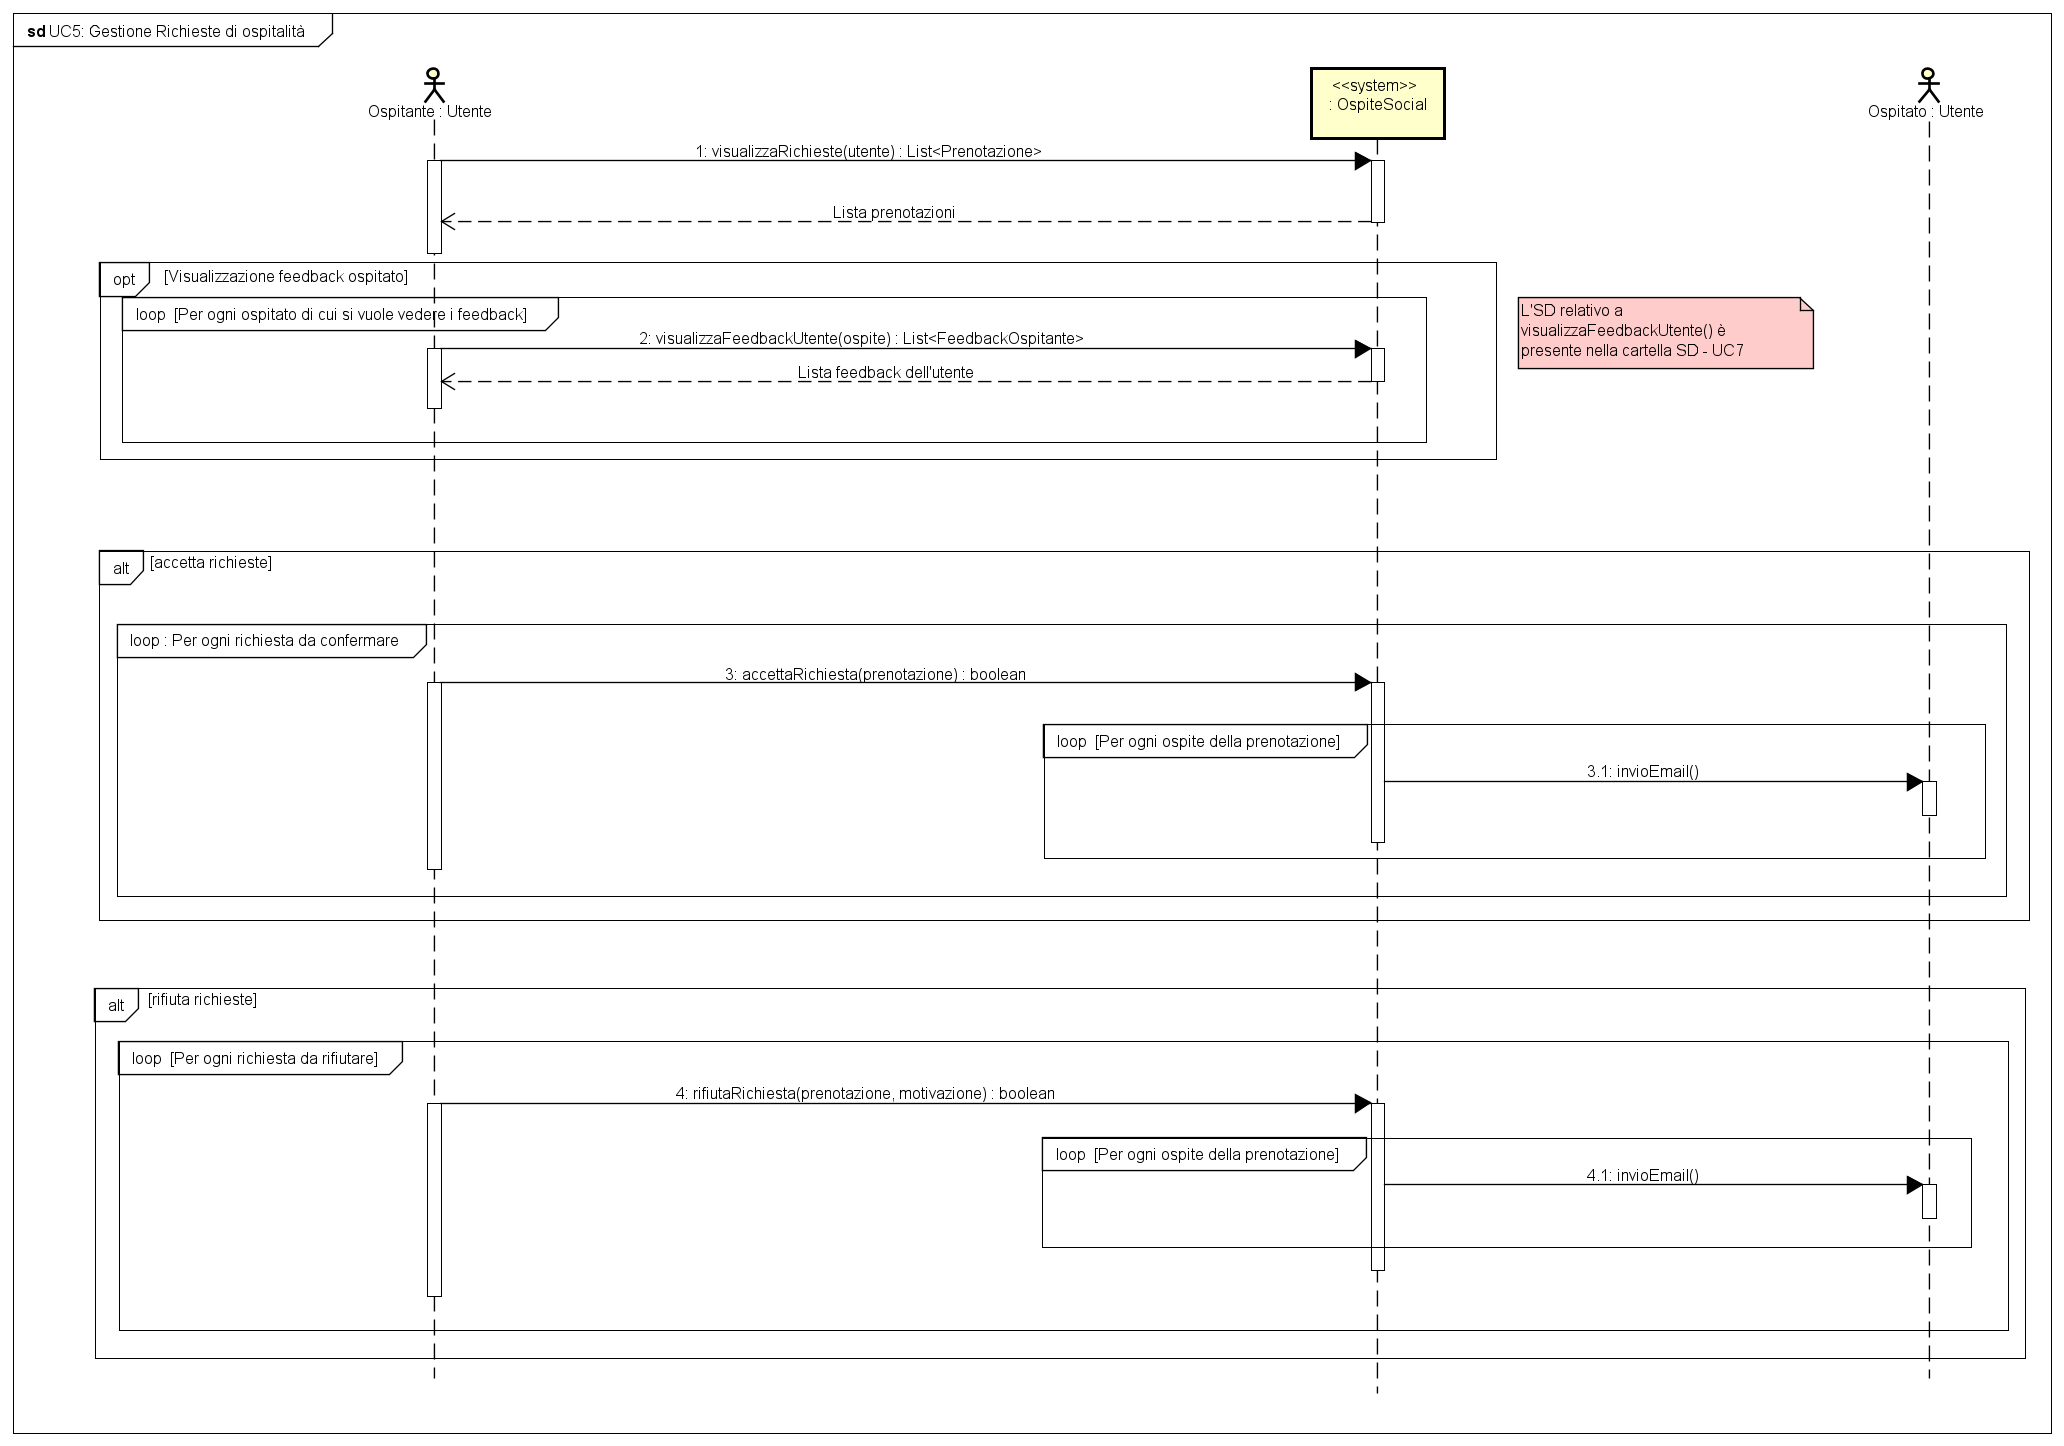 sd UC5: Gestione Richieste di ospitalità
Ospitante : Utente
<<system>>
: OspiteSocial
Ospitato : Utente
1: visualizzaRichieste(utente) : List<Prenotazione>
Lista prenotazioni
opt [Visualizzazione feedback ospitato]
loop [Per ogni ospitato di cui si vuole vedere i feedback]
L'SD relativo a
visualizzaFeedbackUtente() è
presente nella cartella SD - UC7
2: visualizzaFeedbackUtente(ospite) : List<FeedbackOspitante>
Lista feedback dell'utente
alt [accetta richieste]
loop : Per ogni richiesta da confermare
3: accettaRichiesta(prenotazione) : boolean
loop [Per ogni ospite della prenotazione]
3.1: invioEmail()
alt [rifiuta richieste]
loop [Per ogni richiesta da rifiutare]
4: rifiutaRichiesta(prenotazione, motivazione) : boolean
loop [Per ogni ospite della prenotazione]
4.1: invioEmail()